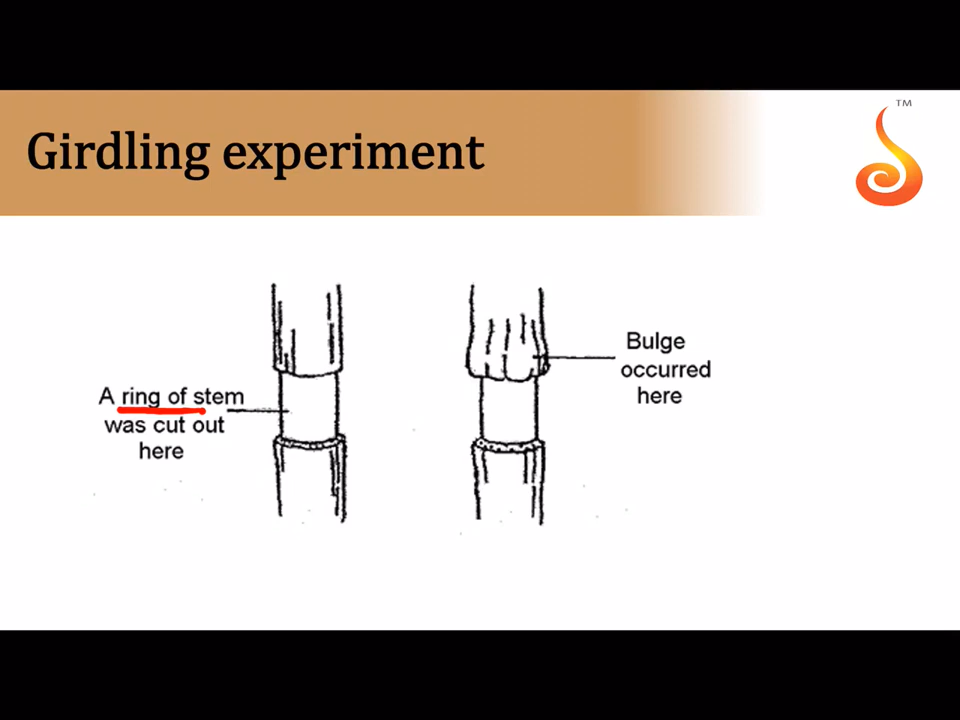 TM
Girdling experiment
A ring of stem
was cut out
here
Bulge
occurred
here